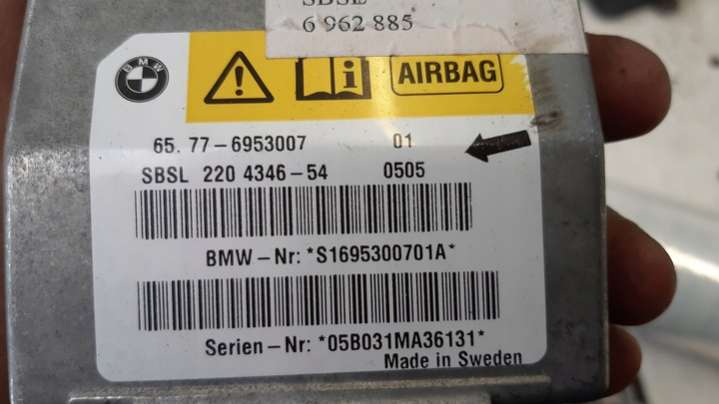 SBSL
6 962 885
BMW
AIRBAG
65. 77-6953007 01
SBSL 220 4346-54 0505
BMW-Nr: *S1695300701A*
Serien-Nr: *05B031MA36131*
Made in Sweden